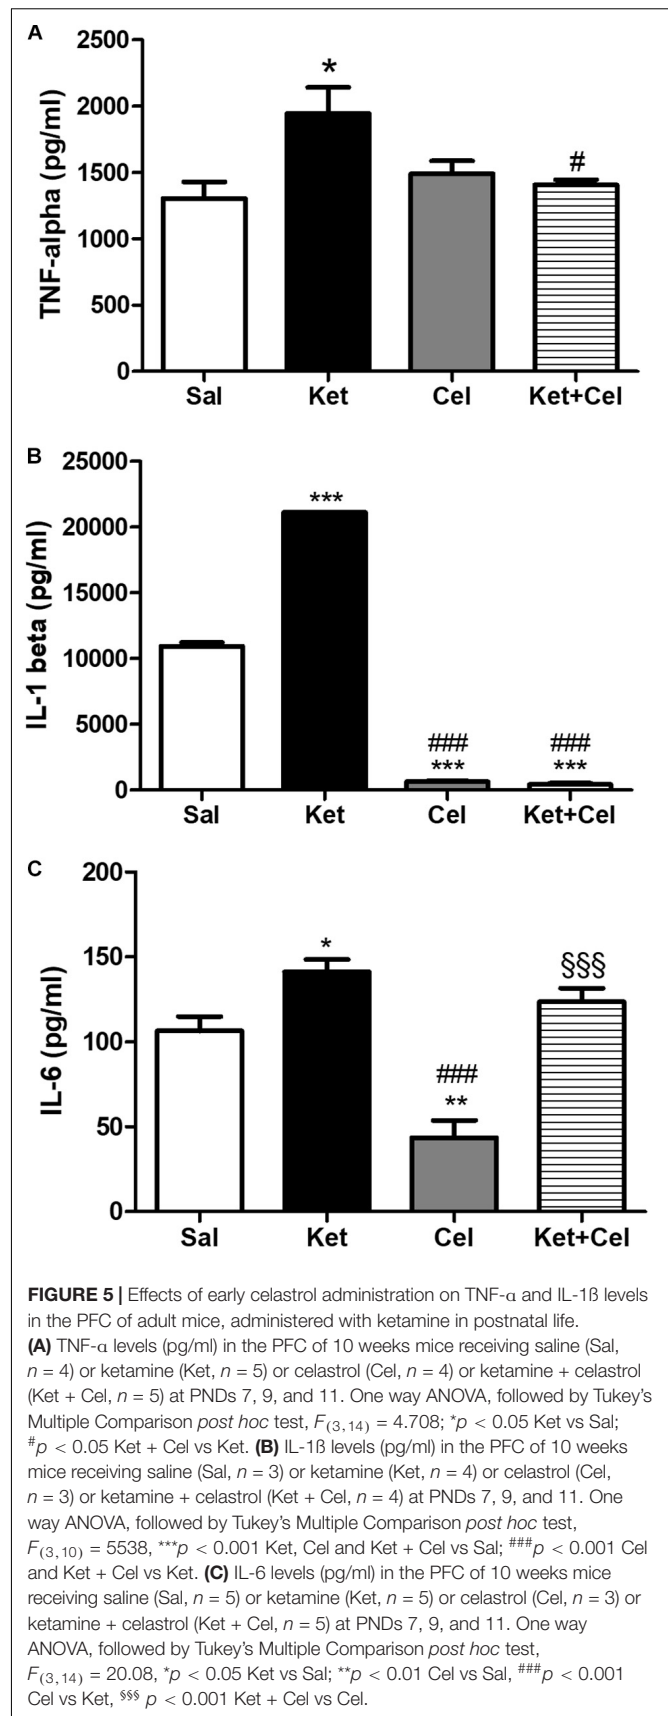 A
2500
2000
1500
1000
500
0
TNF-alpha (pg/ml)
*
#
Sal Ket Cel Ket+Cel
B
25000
20000
15000
10000
5000
0
IL-1 beta (pg/ml)
***
### ###
*** ***
Sal Ket Cel Ket+Cel
C
200
150
100
50
0
IL-6 (pg/ml)
*
§§§
###
**
Sal Ket Cel Ket+Cel
FIGURE 5 | Effects of early celastrol administration on TNF-α and IL-1ß levels
in the PFC of adult mice, administered with ketamine in postnatal life.
(A) TNF-α levels (pg/ml) in the PFC of 10 weeks mice receiving saline (Sal,
n = 4) or ketamine (Ket, n = 5) or celastrol (Cel, n = 4) or ketamine + celastrol
(Ket + Cel, n = 5) at PNDs 7, 9, and 11. One way ANOVA, followed by Tukey's
Multiple Comparison post hoc test, F(3,14) = 4.708; *p < 0.05 Ket vs Sal;
#p < 0.05 Ket + Cel vs Ket. (B) IL-1ß levels (pg/ml) in the PFC of 10 weeks
mice receiving saline (Sal, n = 3) or ketamine (Ket, n = 4) or celastrol (Cel,
n = 3) or ketamine + celastrol (Ket + Cel, n = 4) at PNDs 7, 9, and 11. One
way ANOVA, followed by Tukey's Multiple Comparison post hoc test,
F(3,10) = 5538, ***p < 0.001 Ket, Cel and Ket + Cel vs Sal; ###p < 0.001 Cel
and Ket + Cel vs Ket. (C) IL-6 levels (pg/ml) in the PFC of 10 weeks mice
receiving saline (Sal, n = 5) or ketamine (Ket, n = 5) or celastrol (Cel, n = 3) or
ketamine + celastrol (Ket + Cel, n = 5) at PNDs 7, 9, and 11. One way
ANOVA, followed by Tukey's Multiple Comparison post hoc test,
F(3,14) = 20.08, *p < 0.05 Ket vs Sal; **p < 0.01 Cel vs Sal, ###p < 0.001
Cel vs Ket, §§§ p < 0.001 Ket + Cel vs Cel.